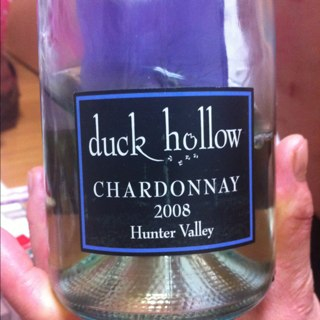 duck hollow
CHARDONNAY
2008
Hunter Valley